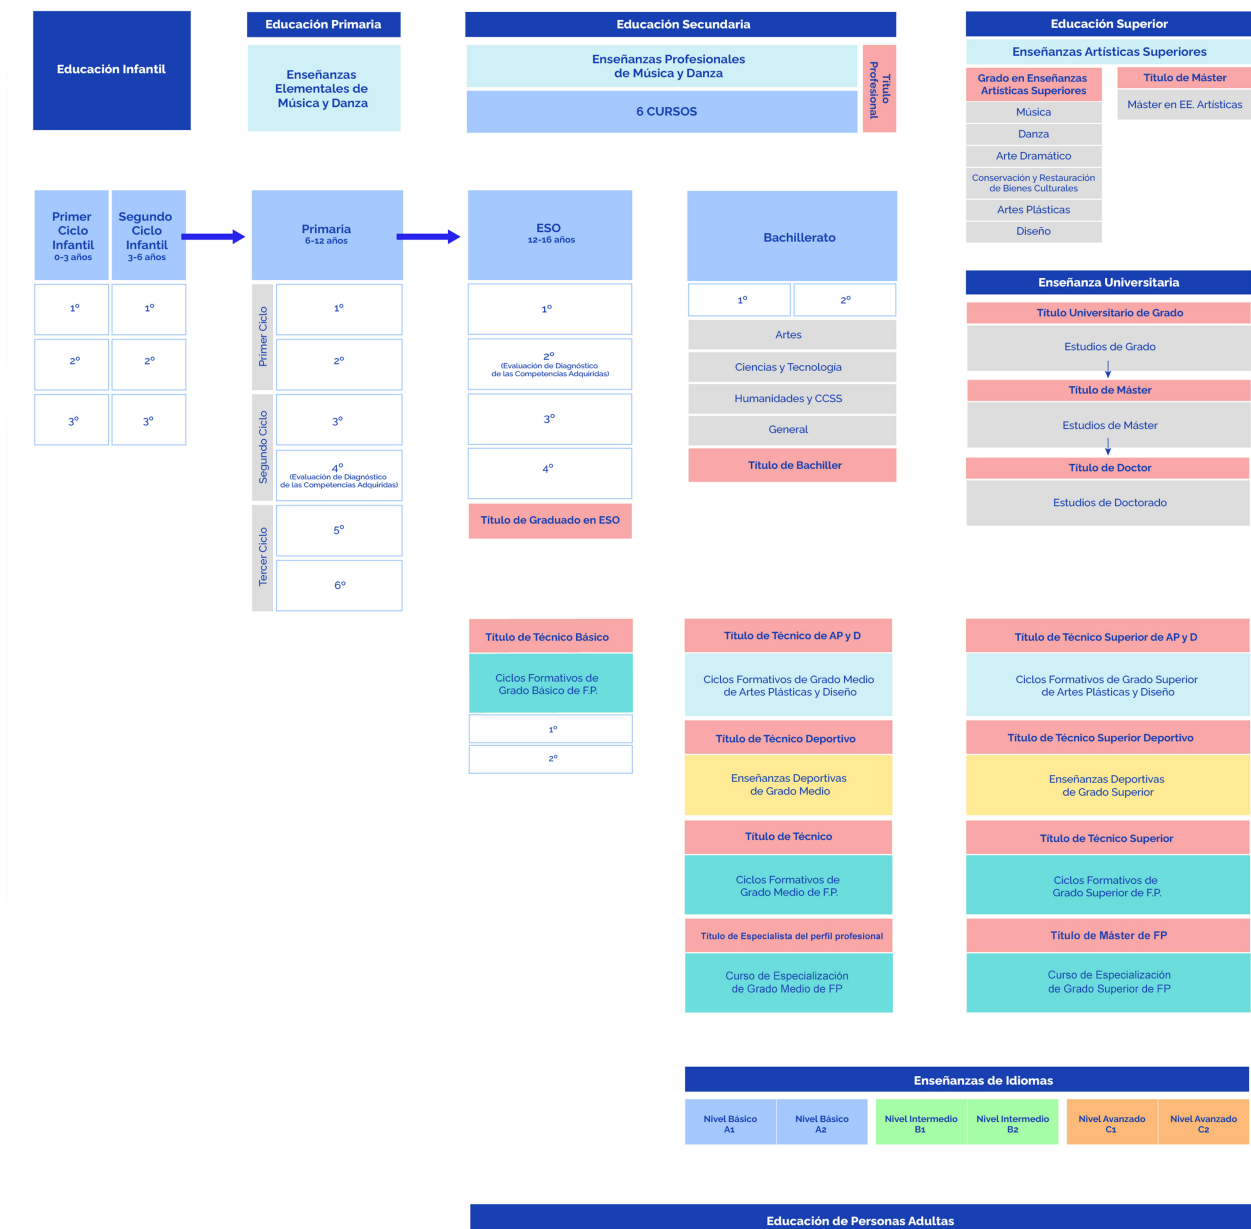 Educación Infantil
Educación Primaria
Enseñanzas
Elementales de
Música y Danza
Educación Secundaria
Enseñanzas Profesionales
de Música y Danza
6 CURSOS
Título
Profesional
Educación Superior
Enseñanzas Artísticas Superiores
Grado en Enseñanzas
Artísticas Superiores
Música
Danza
Arte Dramático
Conservación y Restauración
de Bienes Culturales
Artes Plásticas
Diseño
Título de Máster
Máster en EE. Artísticas
Primer
Ciclo
Infantil
0-3 años
1º
2º
3º
Segundo
Ciclo
Infantil
3-6 años
1º
2º
3º
Primaria
6-12 años
Primer Ciclo
1º
2º
Segundo Ciclo
3º
4º
(Evaluación de Diagnóstico
de las Competencias Adquiridas)
Tercer Ciclo
5º
6º
ESO
12-16 años
1º
2º
(Evaluación de Diagnóstico
de las Competencias Adquiridas)
3º
4º
Título de Graduado en ESO
Bachillerato
1º
2º
Artes
Ciencias y Tecnología
Humanidades y CCSS
General
Título de Bachiller
Enseñanza Universitaria
Título Universitario de Grado
Estudios de Grado
Título de Máster
Estudios de Máster
Título de Doctor
Estudios de Doctorado
Título de Técnico Básico
Ciclos Formativos de
Grado Básico de F.P.
1º
2º
Título de Técnico de AP y D
Ciclos Formativos de Grado Medio
de Artes Plásticas y Diseño
Título de Técnico Deportivo
Enseñanzas Deportivas
de Grado Medio
Título de Técnico
Ciclos Formativos de
Grado Medio de F.P.
Título de Especialista del perfil profesional
Curso de Especialización
de Grado Medio de FP
Título de Técnico Superior de AP y D
Ciclos Formativos de Grado Superior
de Artes Plásticas y Diseño
Título de Técnico Superior Deportivo
Enseñanzas Deportivas
de Grado Superior
Título de Técnico Superior
Ciclos Formativos de
Grado Superior de F.P.
Título de Máster de FP
Curso de Especialización
de Grado Superior de FP
Enseñanzas de Idiomas
Nivel Básico
A1
Nivel Básico
A2
Nivel Intermedio
B1
Nivel Intermedio
B2
Nivel Avanzado
C1
Nivel Avanzado
C2
Educación de Personas Adultas